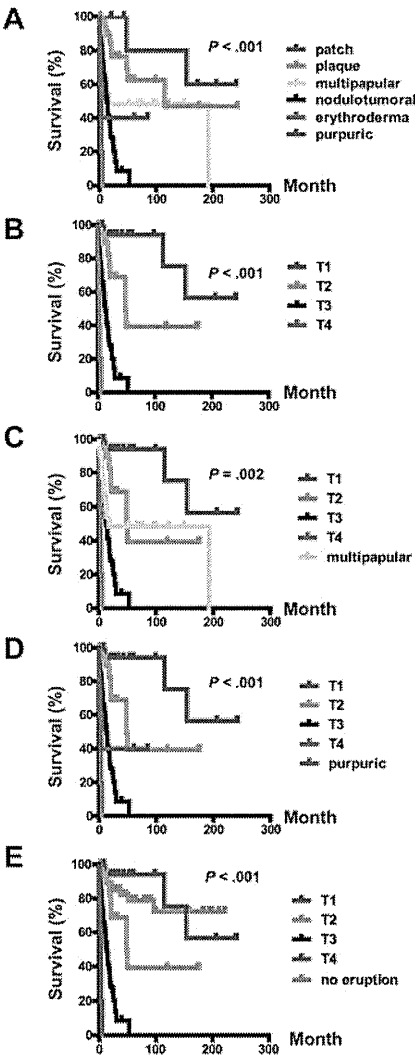 A
Survival (%)
100
80
60
40
20
0
0 100 200 300
Month
P < .001
patch
plaque
multipapular
nodulotumoral
erythroderma
purpuric
B
Survival (%)
100
80
60
40
20
0
0 100 200 300
Month
P < .001
T1
T2
T3
T4
C
Survival (%)
100
80
60
40
20
0
0 100 200 300
Month
P = .002
T1
T2
T3
T4
multipapular
D
Survival (%)
100
80
60
40
20
0
0 100 200 300
Month
P < .001
T1
T2
T3
T4
purpuric
E
Survival (%)
100
80
60
40
20
0
0 100 200 300
Month
P < .001
T1
T2
T3
T4
no eruption